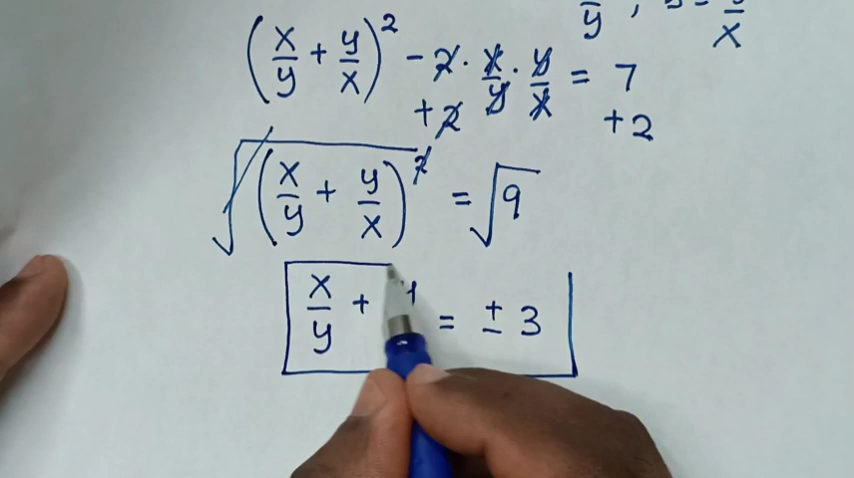 (x/y + y/x)² - 2 · x/y · y/x = 7
+2 +2
√(x/y + y/x)² = √9
x/y + y = ± 3